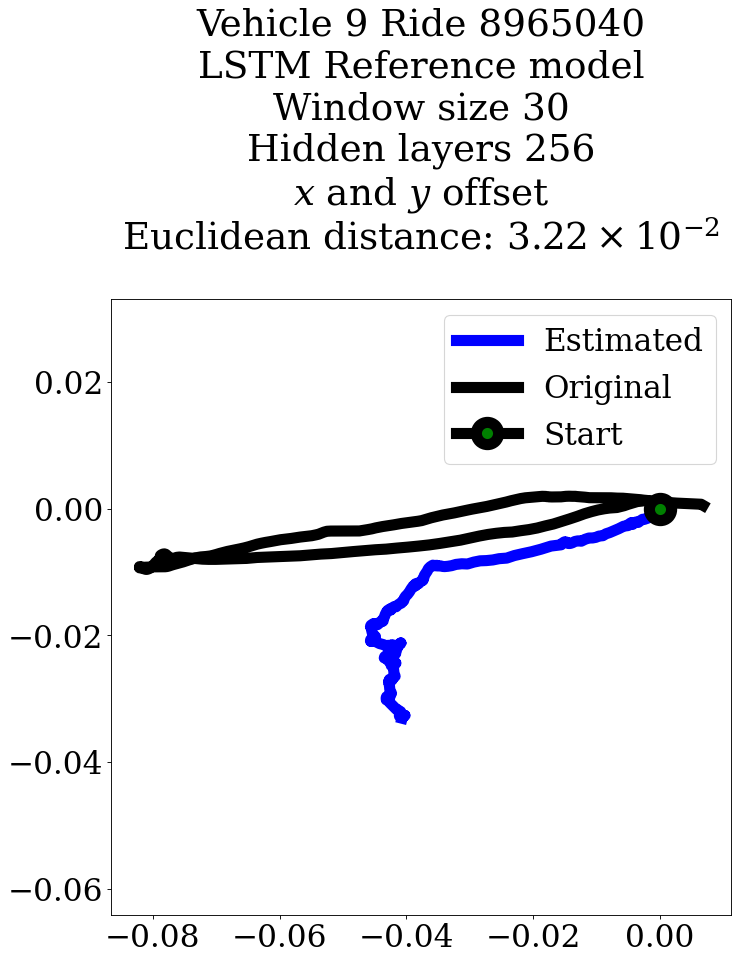 Vehicle 9 Ride 8965040
LSTM Reference model
Window size 30
Hidden layers 256
x and y offset
Euclidean distance: 3.22 × 10⁻²
Estimated
Original
Start
0.02
0.00
−0.02
−0.04
−0.06
−0.08 −0.06 −0.04 −0.02 0.00